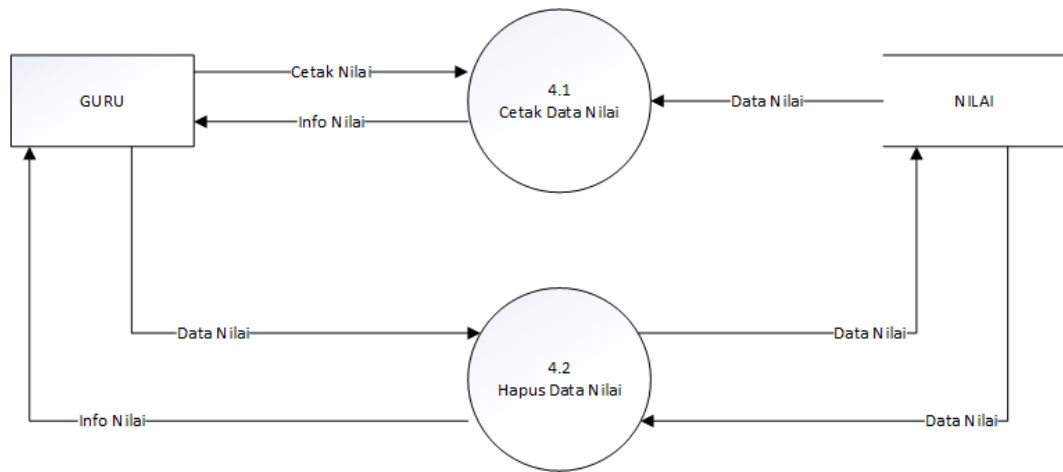 Cetak Nilai
4.1
GURU
Cetak Data Nilai
Data Nilai
NILAI
Info Nilai
Data Nilai
Data Nilai
4.2
Hapus Data Nilai
Info Nilai
Data Nilai